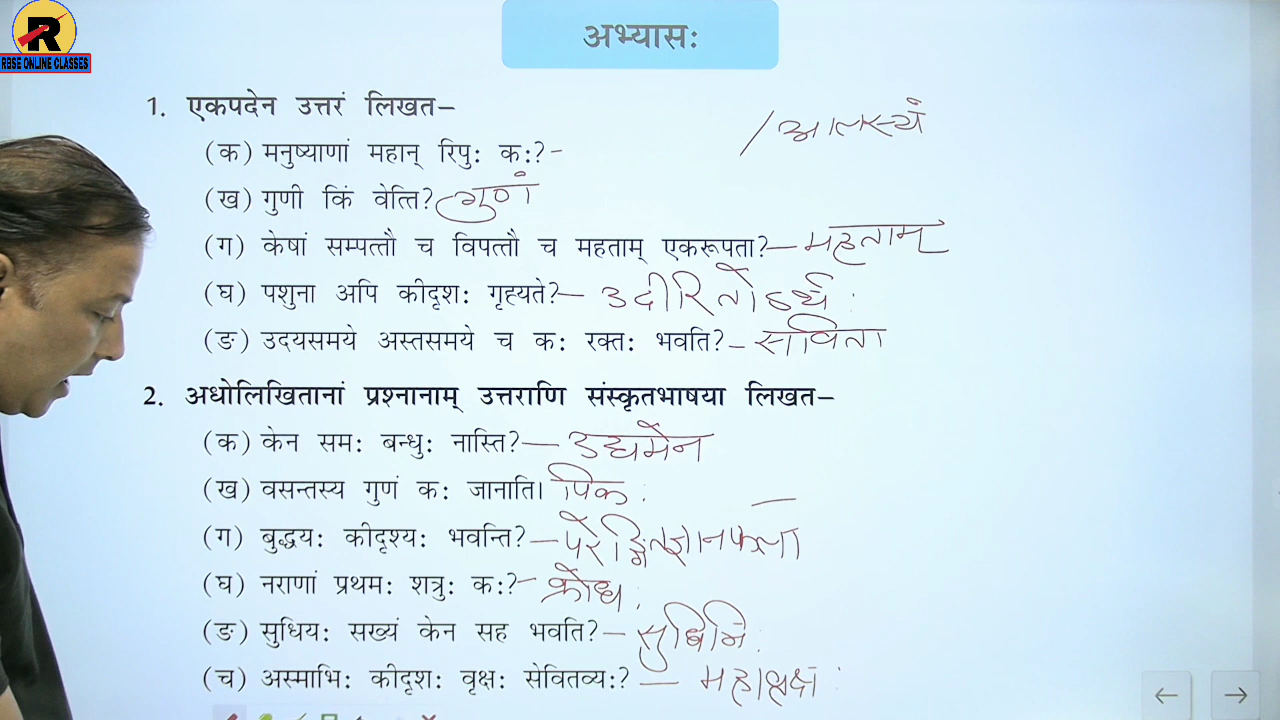 R
RBSE ONLINE CLASSES
अभ्यासः
1. एकपदेन उत्तरं लिखत– / आलस्यं
(क) मनुष्याणां महान् रिपुः कः?-
(ख) गुणी किं वेत्ति? गुणं
(ग) केषां सम्पत्तौ च विपत्तौ च महताम् एकरूपता?– महताम्
(घ) पशुना अपि कीदृशः गृह्यते?– उदीरितोऽर्थः
(ङ) उदयसमये अस्तसमये च कः रक्तः भवति?– सविता
2. अधोलिखितानां प्रश्नानाम् उत्तराणि संस्कृतभाषया लिखत–
(क) केन समः बन्धुः नास्ति?— उद्यमेन
(ख) वसन्तस्य गुणं कः जानाति। पिकः
(ग) बुद्धयः कीदृश्यः भवन्ति?– परेङ्गितज्ञानफला
(घ) नराणां प्रथमः शत्रुः कः?- क्रोधः
(ङ) सुधियः सख्यं केन सह भवति?–
(च) अस्माभिः कीदृशः वृक्षः सेवितव्यः?—